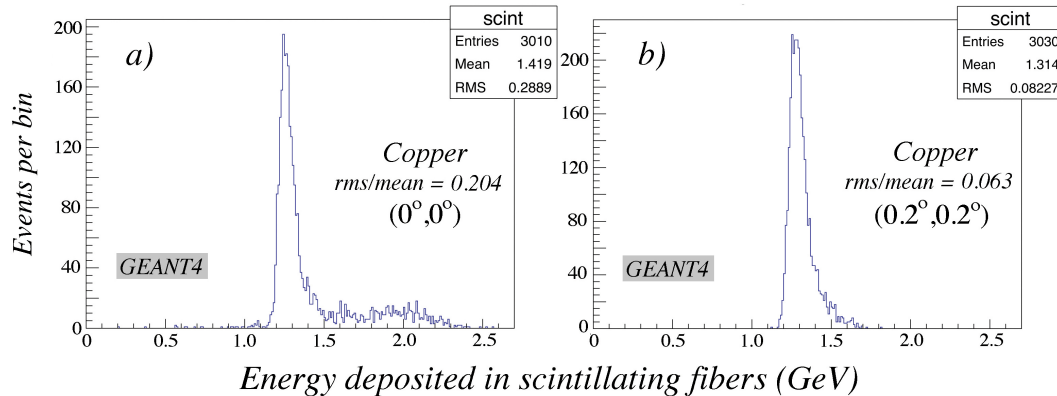 scint
Entries 3010
Mean 1.419
RMS 0.2889
a)
Copper
rms/mean = 0.204
(0°,0°)
GEANT4
Events per bin
200
160
120
80
40
0
0 0.5 1.0 1.5 2.0 2.5
scint
Entries 3030
Mean 1.314
RMS 0.08227
b)
Copper
rms/mean = 0.063
(0.2°,0.2°)
GEANT4
200
160
120
80
40
0
0 0.5 1.0 1.5 2.0 2.5
Energy deposited in scintillating fibers (GeV)